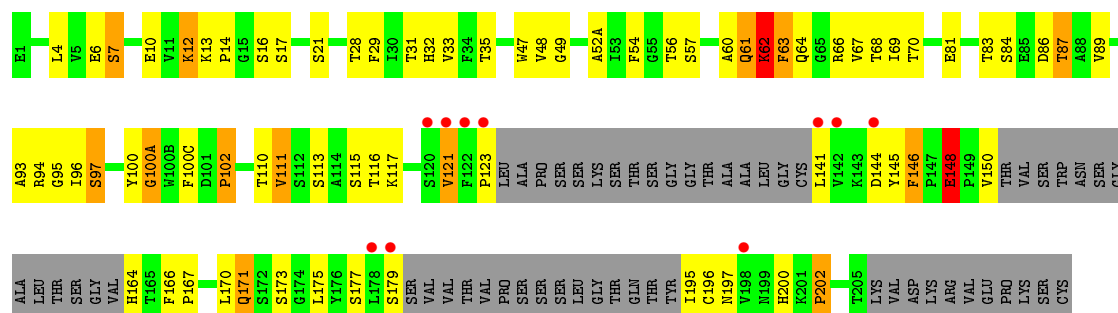 E1 L4 V5 E6 S7 E10 V11 K12 K13 P14 G15 S16 S17 S21 T28 F29 I30 T31 H32 V33 F34 T35 W47 V48 G49 A52A I53 F54 G55 T56 S57 A60 Q61 K62 F63 Q64 G65 R66 V67 T68 I69 T70 E81 T83 S84 E85 D86 T87 A88 V89
A93 R94 G95 I96 S97 Y100 G100A W100B F100C D101 P102 T110 V111 S112 S113 A114 S115 T116 K117 S120 V121 F122 P123 LEU ALA PRO SER SER LYS SER THR SER GLY GLY THR ALA ALA LEU GLY CYS L141 V142 K143 D144 Y145 F146 P147 E148 P149 V150 THR VAL SER TRP ASN SER GLY
ALA LEU THR SER GLY VAL H164 T165 F166 P167 L170 Q171 S172 S173 G174 L175 Y176 S177 L178 S179 SER VAL VAL THR VAL PRO SER SER SER LEU GLY THR GLN THR TYR I195 C196 N197 V198 N199 H200 K201 P202 T205 LYS VAL ASP LYS ARG VAL GLU PRO LYS SER CYS